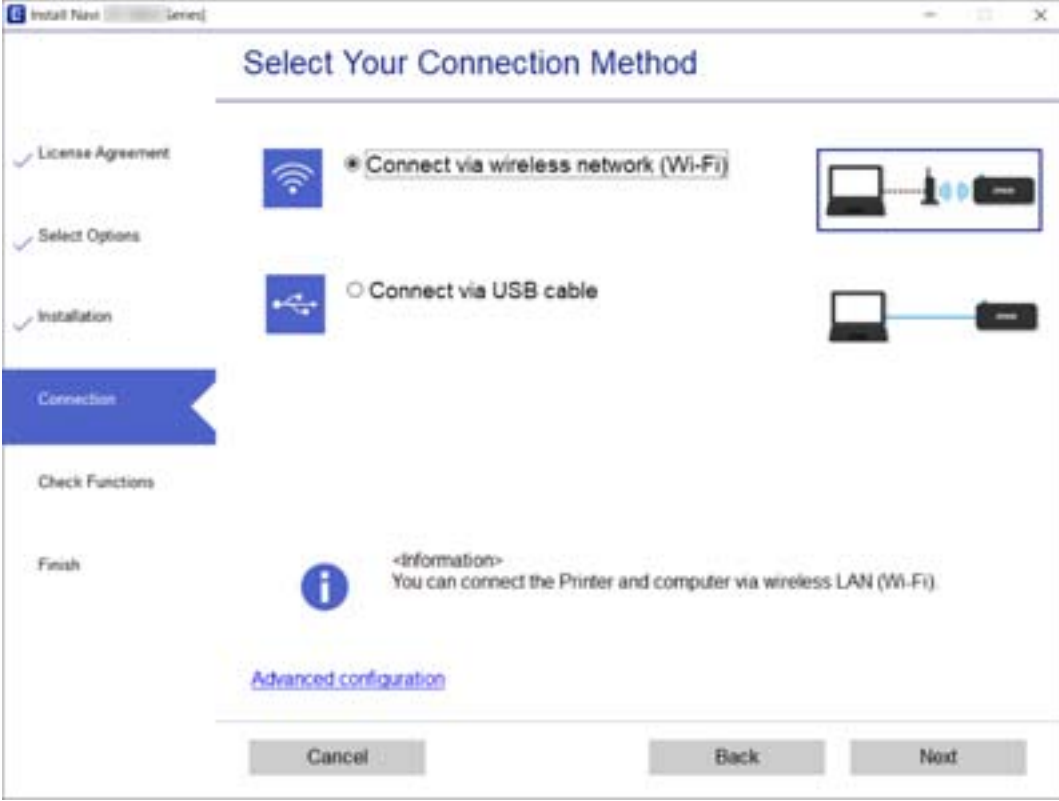 Install Navi Series]
Select Your Connection Method
License Agreement
Select Options
Installation
Connection
Check Functions
Finish
Connect via wireless network (Wi-Fi)
Connect via USB cable
<Information>
You can connect the Printer and computer via wireless LAN (Wi-Fi).
Advanced configuration
Cancel
Back
Next